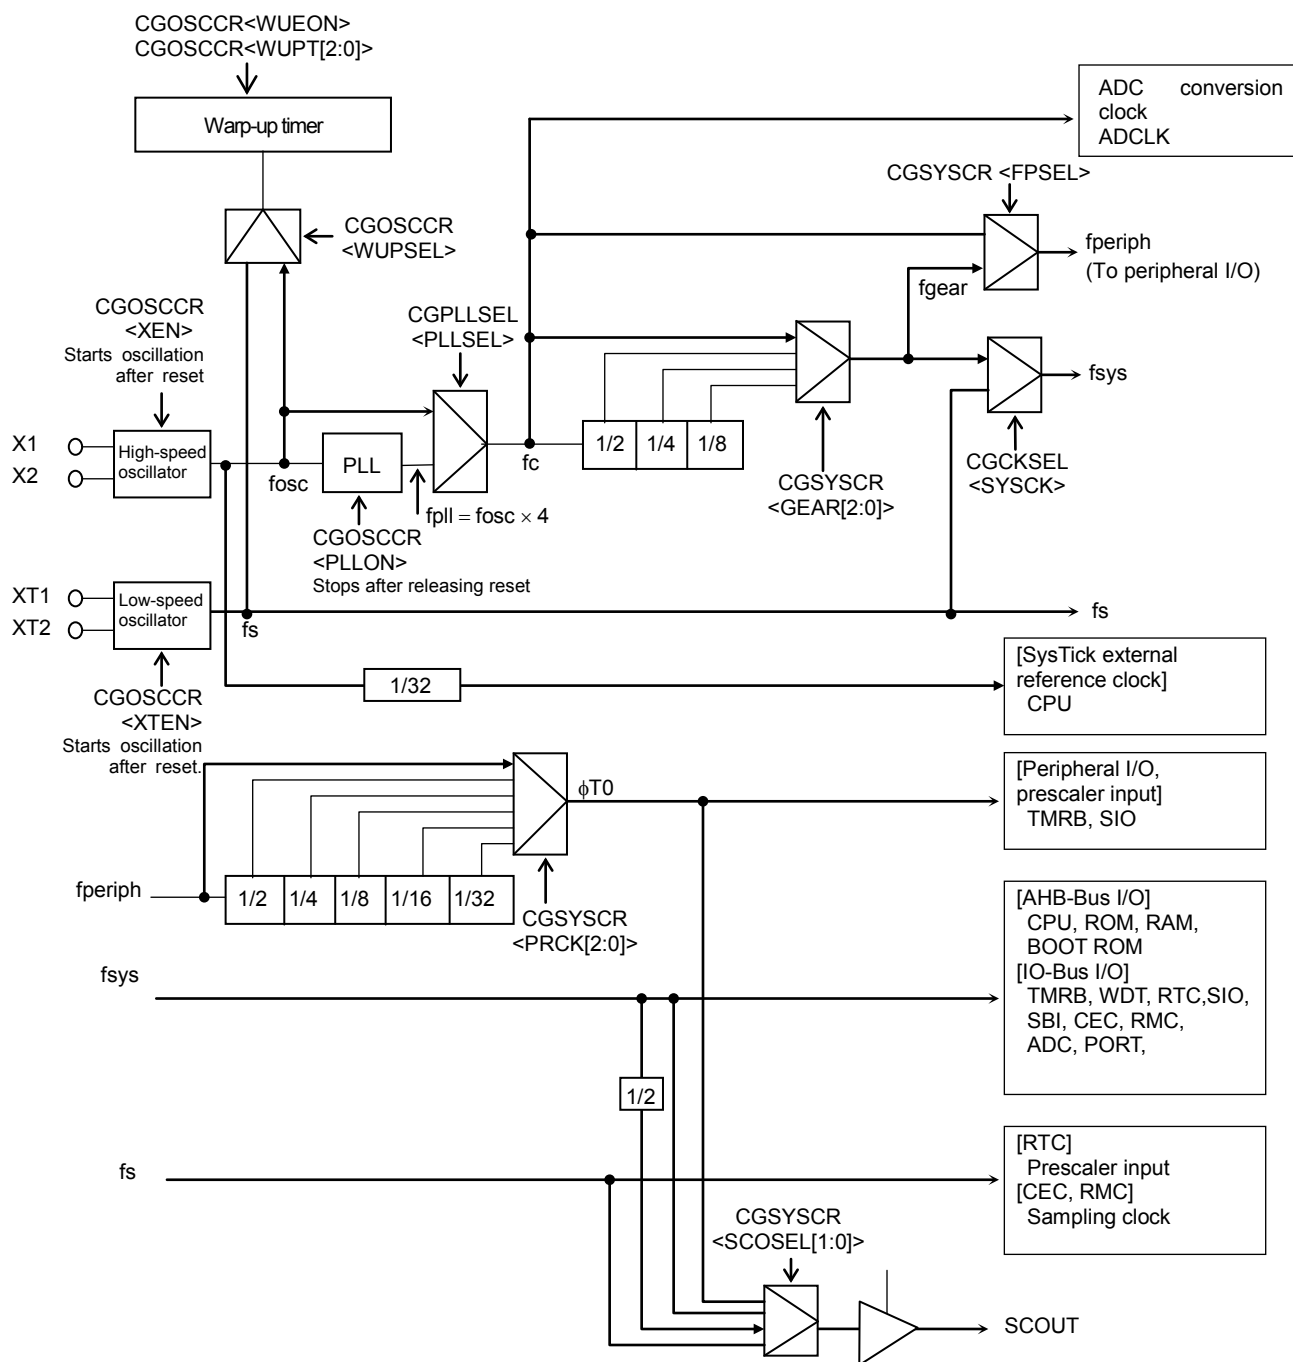 CGOSCCR<WUEON>
CGOSCCR<WUPT[2:0]>
Warp-up timer
ADC conversion
clock
ADCLK
CGSYSCR <FPSEL>
CGOSCCR
<WUPSEL>
fperiph
(To peripheral I/O)
fgear
CGOSCCR
<XEN>
Starts oscillation
after reset
CGPLLSEL
<PLLSEL>
fsys
X1
X2
High-speed
oscillator
fosc
PLL
fc
1/2
1/4
1/8
CGCKSEL
<SYSCK>
CGSYSCR
<GEAR[2:0]>
fpll = fosc × 4
CGOSCCR
<PLLON>
Stops after releasing reset
XT1
XT2
Low-speed
oscillator
fs
fs
CGOSCCR
<XTEN>
Starts oscillation
after reset.
1/32
[SysTick external
reference clock]
CPU
ϕT0
[Peripheral I/O,
prescaler input]
TMRB, SIO
fperiph
1/2
1/4
1/8
1/16
1/32
CGSYSCR
<PRCK[2:0]>
[AHB-Bus I/O]
CPU, ROM, RAM,
BOOT ROM
[IO-Bus I/O]
TMRB, WDT, RTC,SIO,
SBI, CEC, RMC,
ADC, PORT,
fsys
1/2
fs
[RTC]
Prescaler input
[CEC, RMC]
Sampling clock
CGSYSCR
<SCOSEL[1:0]>
SCOUT